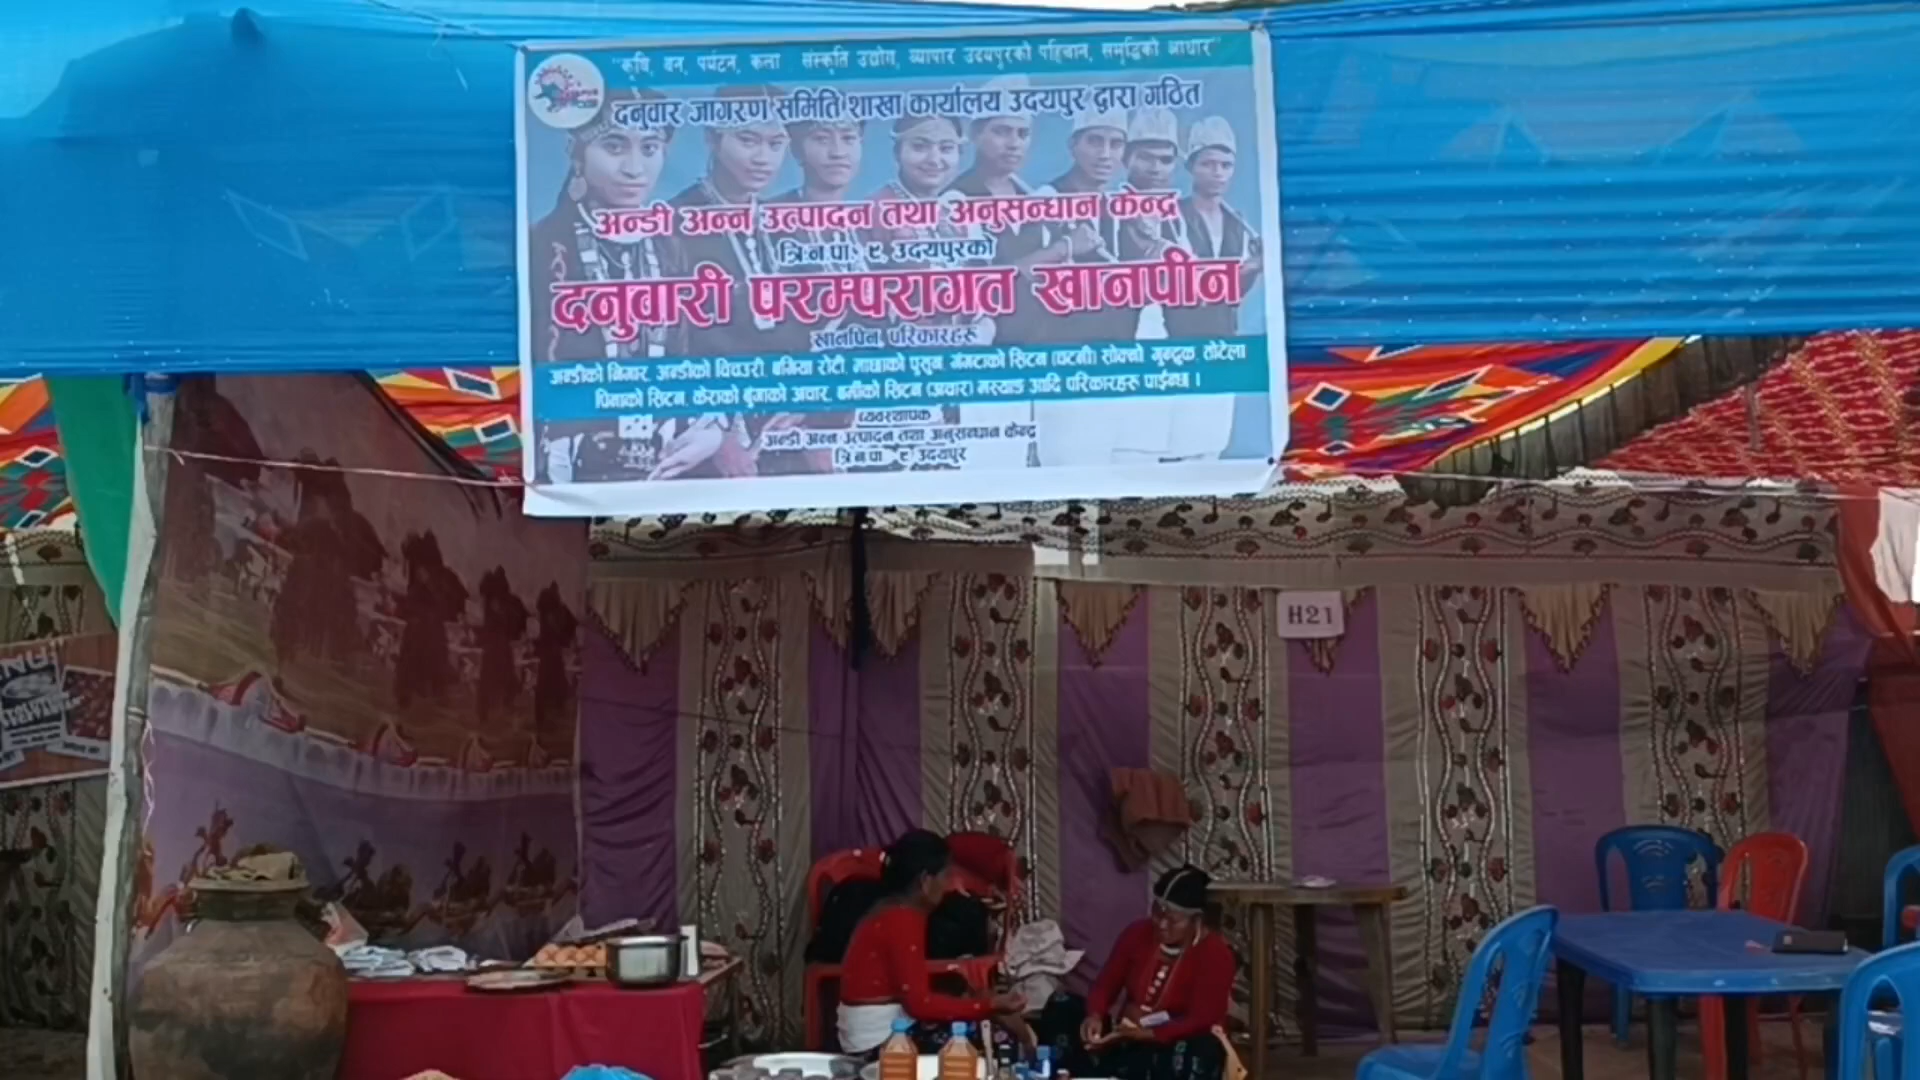 "कृषि, वन, पर्यटन, कला संस्कृति उद्योग, व्यापार उदयपुरको पहिचान, समृद्धिको आधार"
दनुवार जागरण समिति शाखा कार्यालय उदयपुर द्वारा गठित
अन्डी अन्न उत्पादन तथा अनुसन्धान केन्द्र
त्रि.न.पा. ९ उदयपुरको
दनुवारी परम्परागत खानपीन
खानपिन परिकारहरू
अन्डीको निमार, अन्डीको चिचउरी, बगिया रोटी, माछाको पुसुन, गंगटाको सिटन (चटनी) सोक्टी गुन्द्रुक, तोटेला
पिनाको सिटन, केराको बुंगाको अचार, बर्मीको सिटन (अचार) मस्याङ आदि परिकारहरू पाईन्छ ।
व्यवस्थापक
अन्डी अन्न उत्पादन तथा अनुसन्धान केन्द्र
त्रि.न.पा. ९ उदयपुर
H21